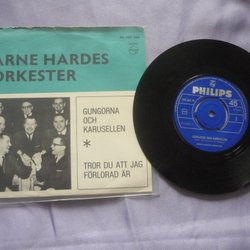 ARNE HARDES
ORKESTER
GUNGORNA
OCH
KARUSELLEN
*
TROR DU ATT JAG
FÖRLORAD ÄR
PHILIPS
45